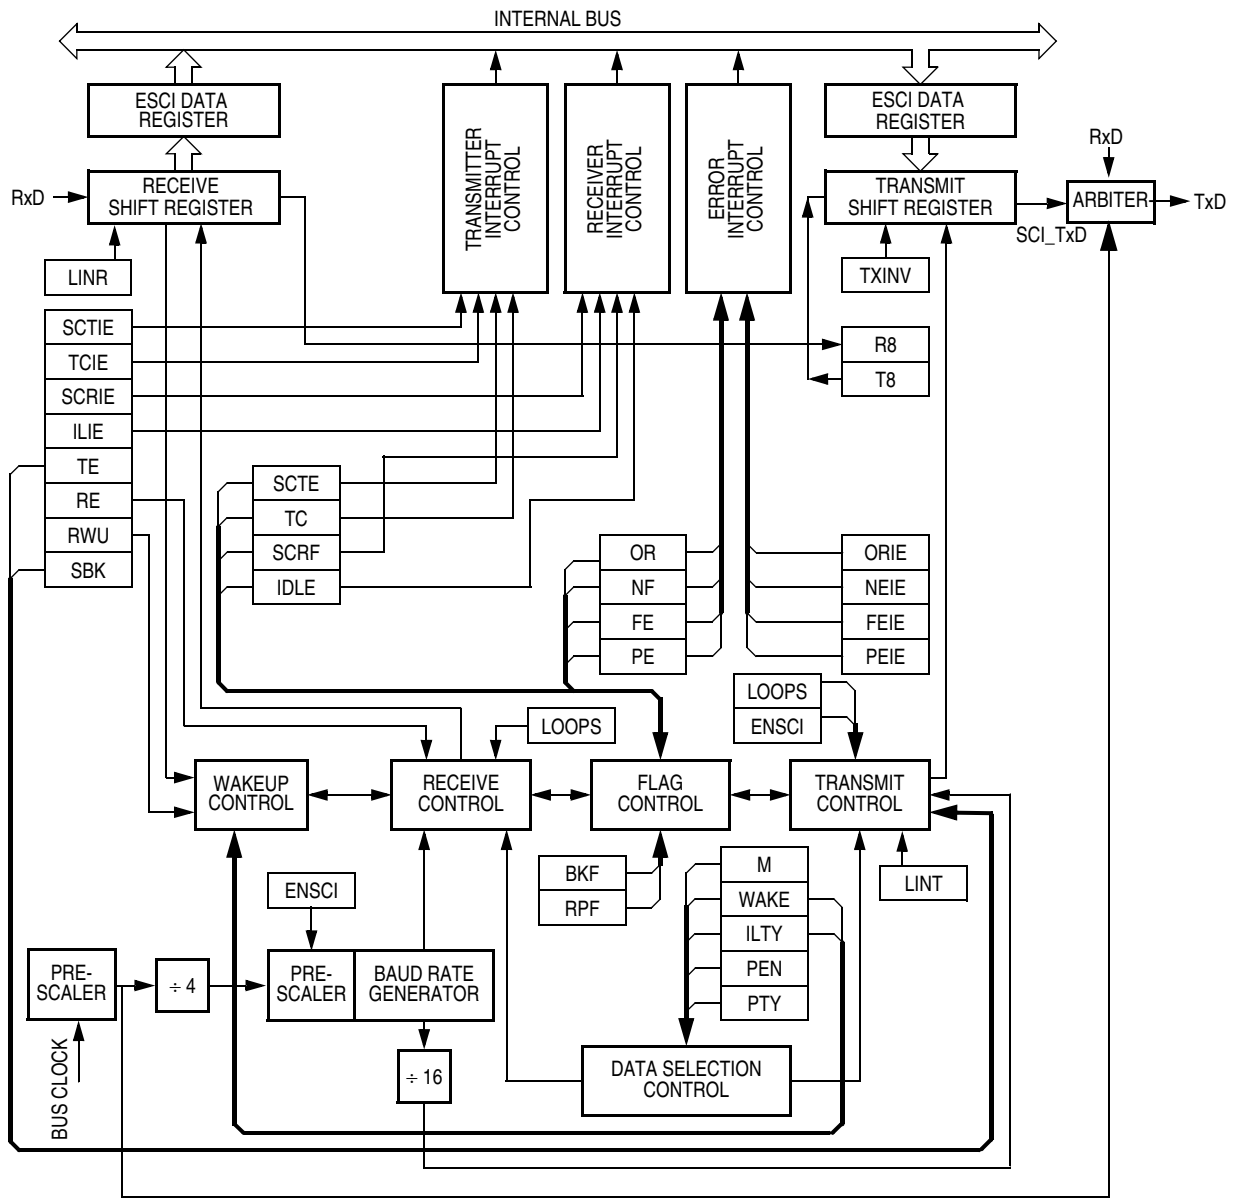 INTERNAL BUS
ESCI DATA
REGISTER
RECEIVE
SHIFT REGISTER
RxD
LINR
TRANSMITTER
INTERRUPT
CONTROL
RECEIVER
INTERRUPT
CONTROL
ERROR
INTERRUPT
CONTROL
ESCI DATA
REGISTER
TRANSMIT
SHIFT REGISTER
RxD
ARBITER
TxD
SCI_TxD
TXINV
SCTIE
TCIE
SCRIE
ILIE
TE
RE
RWU
SBK
R8
T8
SCTE
TC
SCRF
IDLE
OR
NF
FE
PE
ORIE
NEIE
FEIE
PEIE
LOOPS
LOOPS
ENSCI
WAKEUP
CONTROL
RECEIVE
CONTROL
FLAG
CONTROL
TRANSMIT
CONTROL
ENSCI
BKF
RPF
M
WAKE
ILTY
PEN
PTY
LINT
PRE-
SCALER
÷ 4
PRE-
SCALER
BAUD RATE
GENERATOR
÷ 16
BUS CLOCK
DATA SELECTION
CONTROL